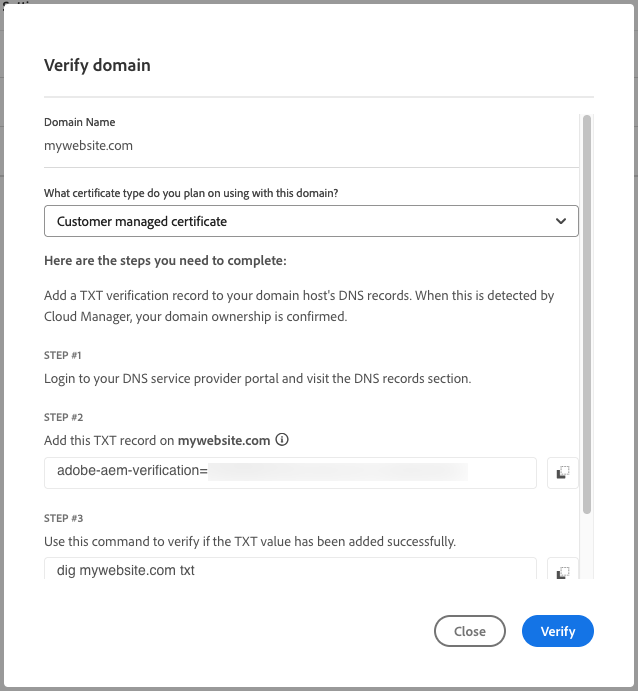 Verify domain
Domain Name
mywebsite.com
What certificate type do you plan on using with this domain?
Customer managed certificate
Here are the steps you need to complete:
Add a TXT verification record to your domain host's DNS records. When this is detected by
Cloud Manager, your domain ownership is confirmed.
STEP #1
Login to your DNS service provider portal and visit the DNS records section.
STEP #2
Add this TXT record on mywebsite.com
adobe-aem-verification=
STEP #3
Use this command to verify if the TXT value has been added successfully.
dig mywebsite.com txt
Close
Verify